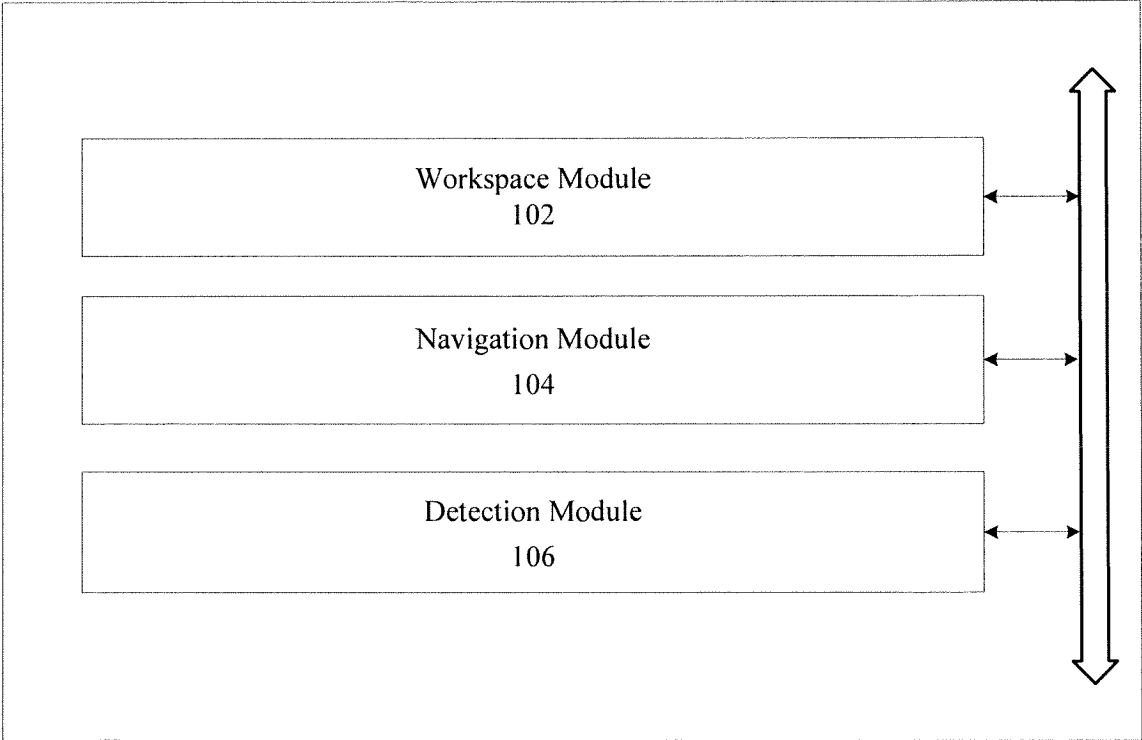 Workspace Module
102
Navigation Module
104
Detection Module
106